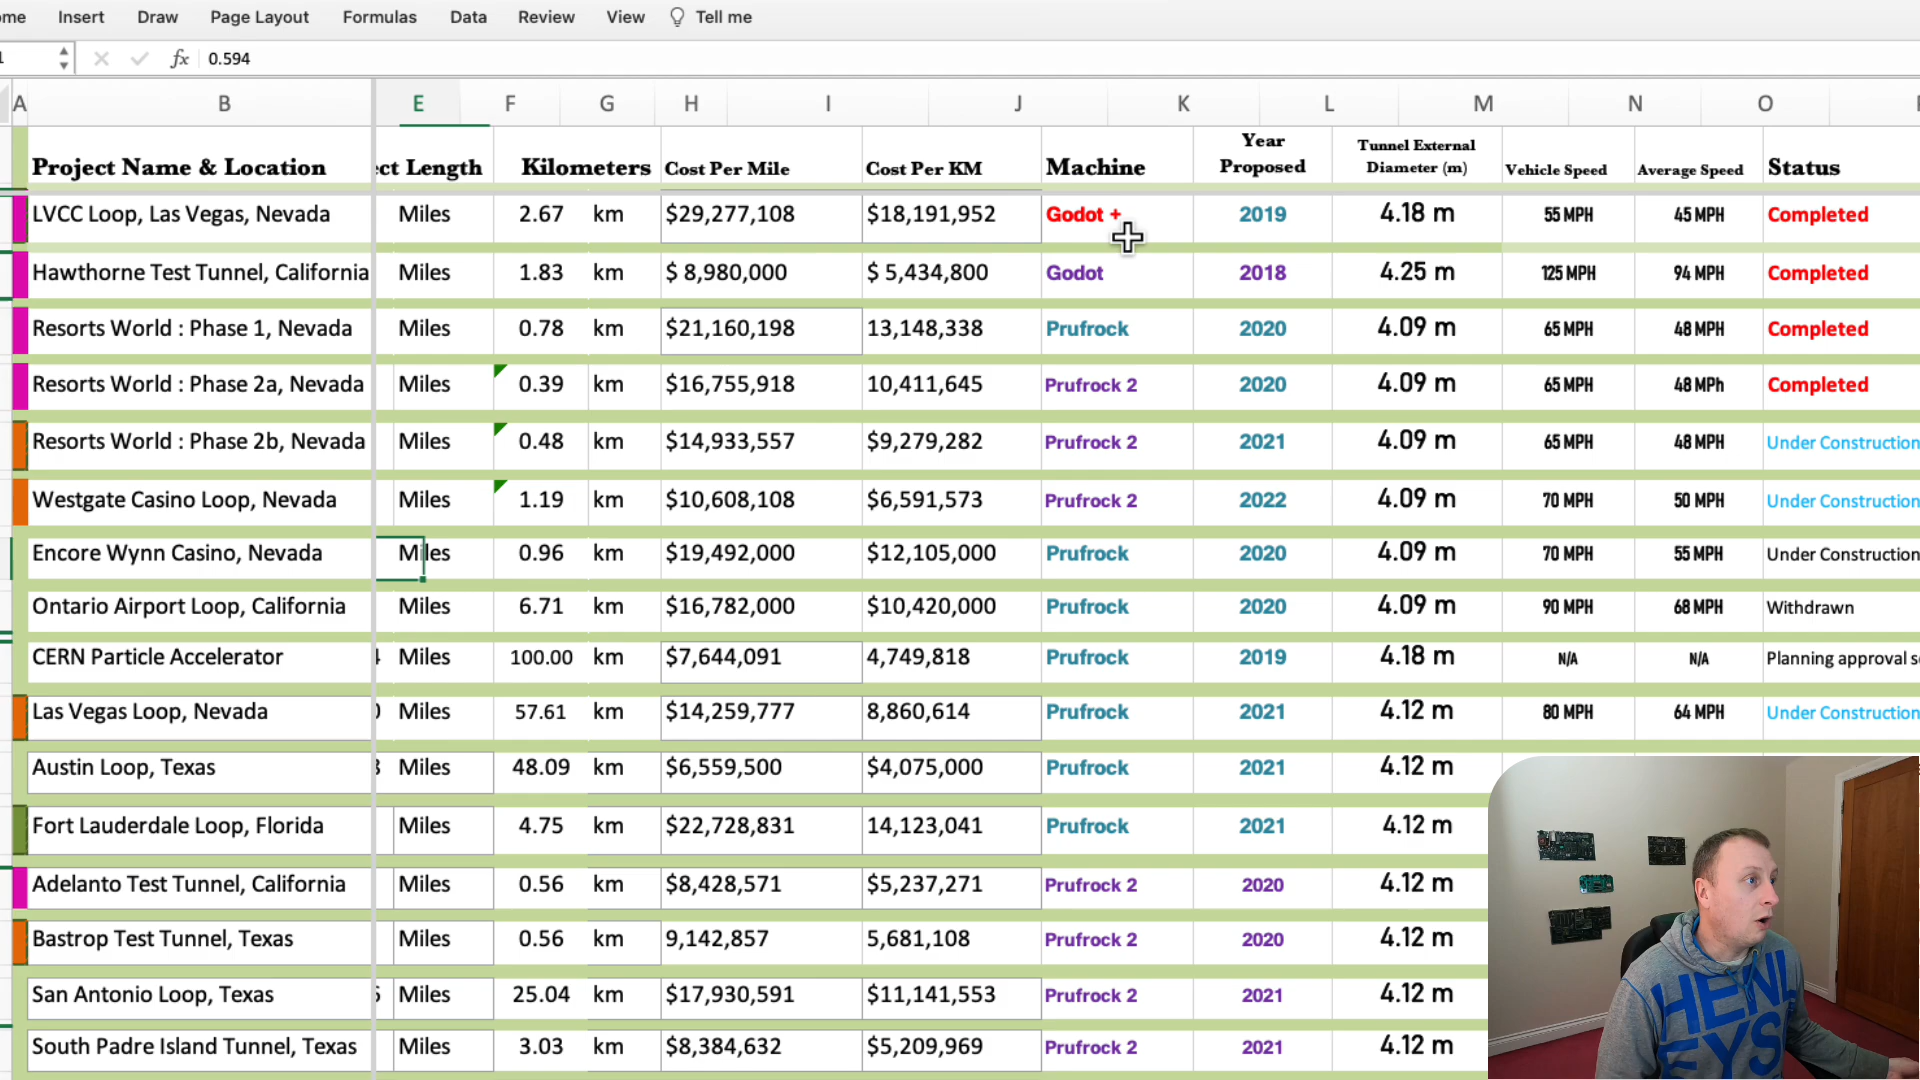 ome Insert Draw Page Layout Formulas Data Review View Tell me
fx 0.594
A B E F G H I J K L M N O
Project Name & Location ct Length Kilometers Cost Per Mile Cost Per KM Machine Year Proposed Tunnel External Diameter (m) Vehicle Speed Average Speed Status
LVCC Loop, Las Vegas, Nevada Miles 2.67 km $29,277,108 $18,191,952 Godot + 2019 4.18 m 55 MPH 45 MPH Completed
Hawthorne Test Tunnel, California Miles 1.83 km $ 8,980,000 $ 5,434,800 Godot 2018 4.25 m 125 MPH 94 MPH Completed
Resorts World : Phase 1, Nevada Miles 0.78 km $21,160,198 13,148,338 Prufrock 2020 4.09 m 65 MPH 48 MPH Completed
Resorts World : Phase 2a, Nevada Miles 0.39 km $16,755,918 10,411,645 Prufrock 2 2020 4.09 m 65 MPH 48 MPh Completed
Resorts World : Phase 2b, Nevada Miles 0.48 km $14,933,557 $9,279,282 Prufrock 2 2021 4.09 m 65 MPH 48 MPH Under Construction
Westgate Casino Loop, Nevada Miles 1.19 km $10,608,108 $6,591,573 Prufrock 2 2022 4.09 m 70 MPH 50 MPH Under Construction
Encore Wynn Casino, Nevada Miles 0.96 km $19,492,000 $12,105,000 Prufrock 2020 4.09 m 70 MPH 55 MPH Under Construction
Ontario Airport Loop, California Miles 6.71 km $16,782,000 $10,420,000 Prufrock 2020 4.09 m 90 MPH 68 MPH Withdrawn
CERN Particle Accelerator 4 Miles 100.00 km $7,644,091 4,749,818 Prufrock 2019 4.18 m N/A N/A Planning approval s
Las Vegas Loop, Nevada 0 Miles 57.61 km $14,259,777 8,860,614 Prufrock 2021 4.12 m 80 MPH 64 MPH Under Construction
Austin Loop, Texas 8 Miles 48.09 km $6,559,500 $4,075,000 Prufrock 2021 4.12 m
Fort Lauderdale Loop, Florida Miles 4.75 km $22,728,831 14,123,041 Prufrock 2021 4.12 m
Adelanto Test Tunnel, California Miles 0.56 km $8,428,571 $5,237,271 Prufrock 2 2020 4.12 m
Bastrop Test Tunnel, Texas Miles 0.56 km 9,142,857 5,681,108 Prufrock 2 2020 4.12 m
San Antonio Loop, Texas Miles 25.04 km $17,930,591 $11,141,553 Prufrock 2 2021 4.12 m
South Padre Island Tunnel, Texas Miles 3.03 km $8,384,632 $5,209,969 Prufrock 2 2021 4.12 m